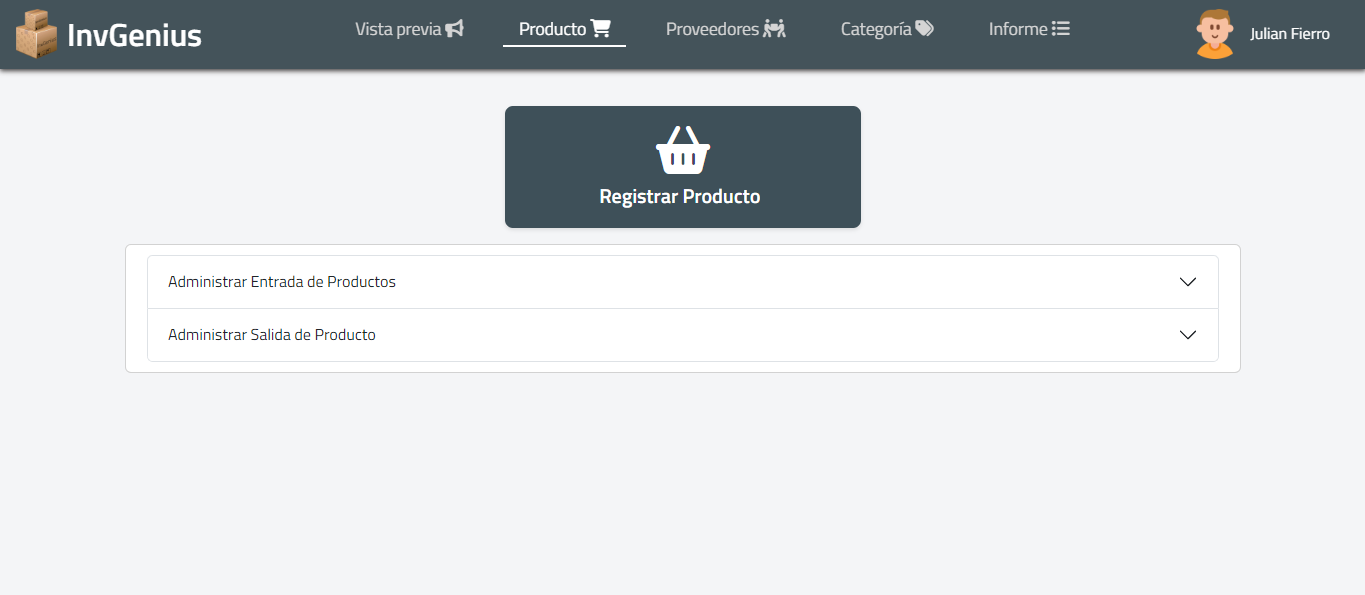 InvGenius
Vista previa
Producto
Proveedores
Categoría
Informe
Julian Fierro
Registrar Producto
Administrar Entrada de Productos
Administrar Salida de Producto